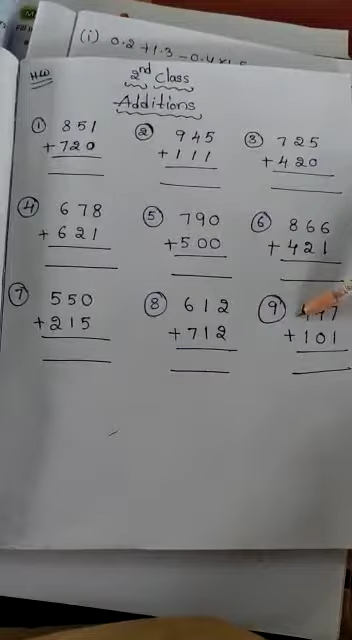 (i) 0.2 + 1.3 - 0.4
HW
2nd Class
Additions
① 851 ② 945 ③ 725
+720 +111 +420
④ 678 ⑤ 790 ⑥ 866
+621 +500 +421
⑦ 550 ⑧ 612 ⑨
+215 +712 +101